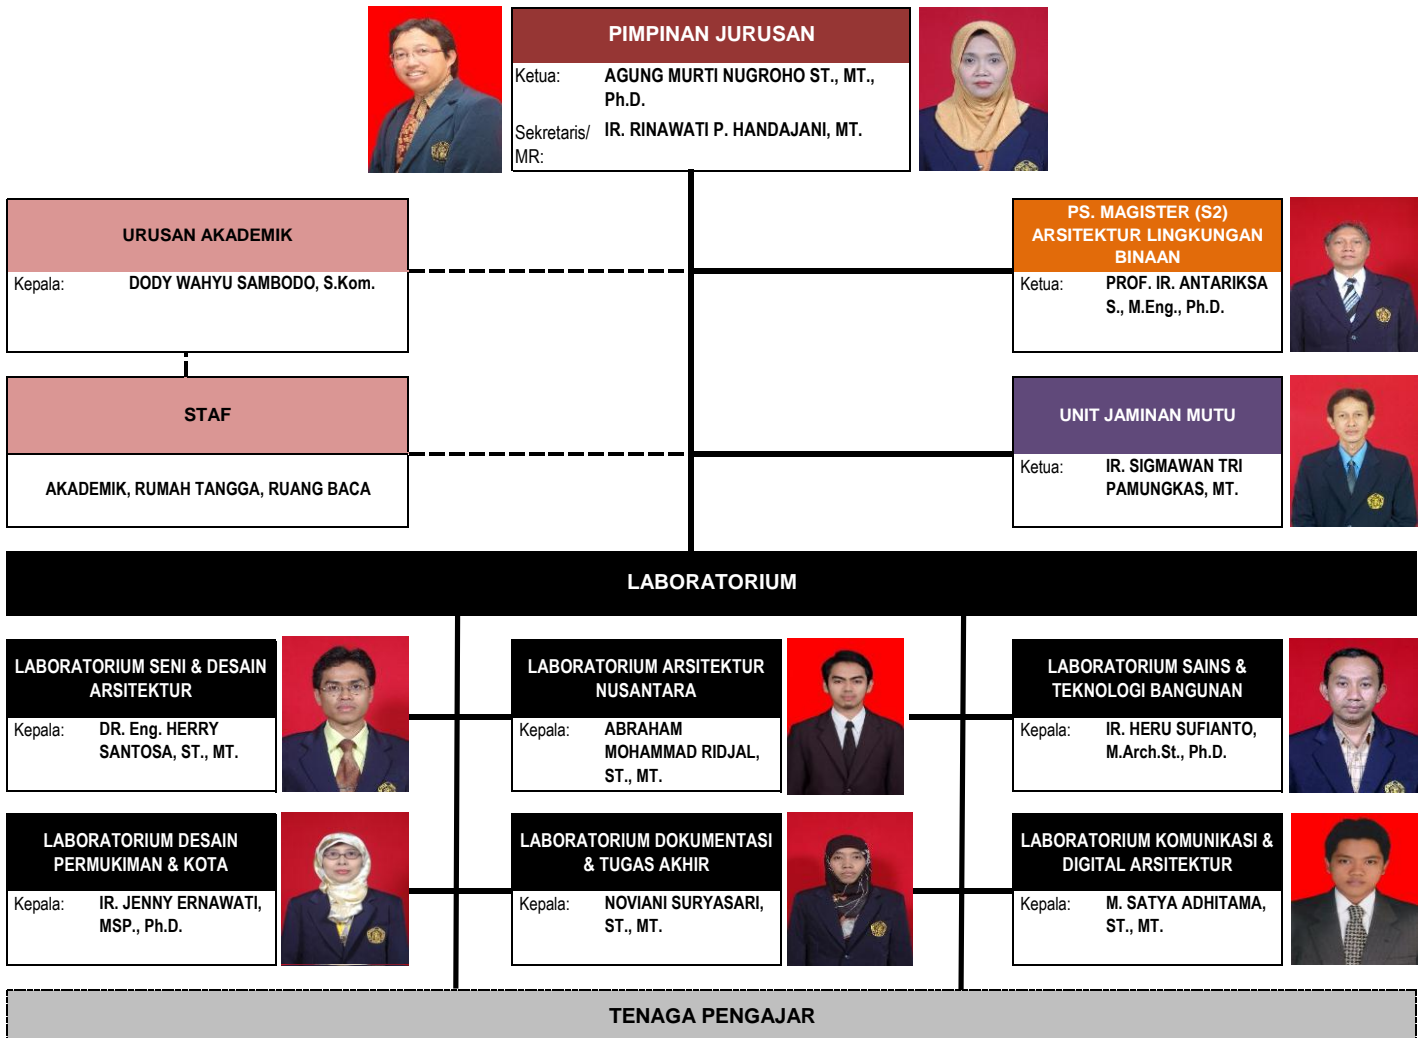 PIMPINAN JURUSAN
Ketua: AGUNG MURTI NUGROHO ST., MT.,
Ph.D.
Sekretaris/ IR. RINAWATI P. HANDAJANI, MT.
MR:
URUSAN AKADEMIK
Kepala: DODY WAHYU SAMBODO, S.Kom.
PS. MAGISTER (S2)
ARSITEKTUR LINGKUNGAN
BINAAN
Ketua: PROF. IR. ANTARIKSA
S., M.Eng., Ph.D.
STAF
AKADEMIK, RUMAH TANGGA, RUANG BACA
UNIT JAMINAN MUTU
Ketua: IR. SIGMAWAN TRI
PAMUNGKAS, MT.
LABORATORIUM
LABORATORIUM SENI & DESAIN
ARSITEKTUR
Kepala: DR. Eng. HERRY
SANTOSA, ST., MT.
LABORATORIUM ARSITEKTUR
NUSANTARA
Kepala: ABRAHAM
MOHAMMAD RIDJAL,
ST., MT.
LABORATORIUM SAINS &
TEKNOLOGI BANGUNAN
Kepala: IR. HERU SUFIANTO,
M.Arch.St., Ph.D.
LABORATORIUM DESAIN
PERMUKIMAN & KOTA
Kepala: IR. JENNY ERNAWATI,
MSP., Ph.D.
LABORATORIUM DOKUMENTASI
& TUGAS AKHIR
Kepala: NOVIANI SURYASARI,
ST., MT.
LABORATORIUM KOMUNIKASI &
DIGITAL ARSITEKTUR
Kepala: M. SATYA ADHITAMA,
ST., MT.
TENAGA PENGAJAR